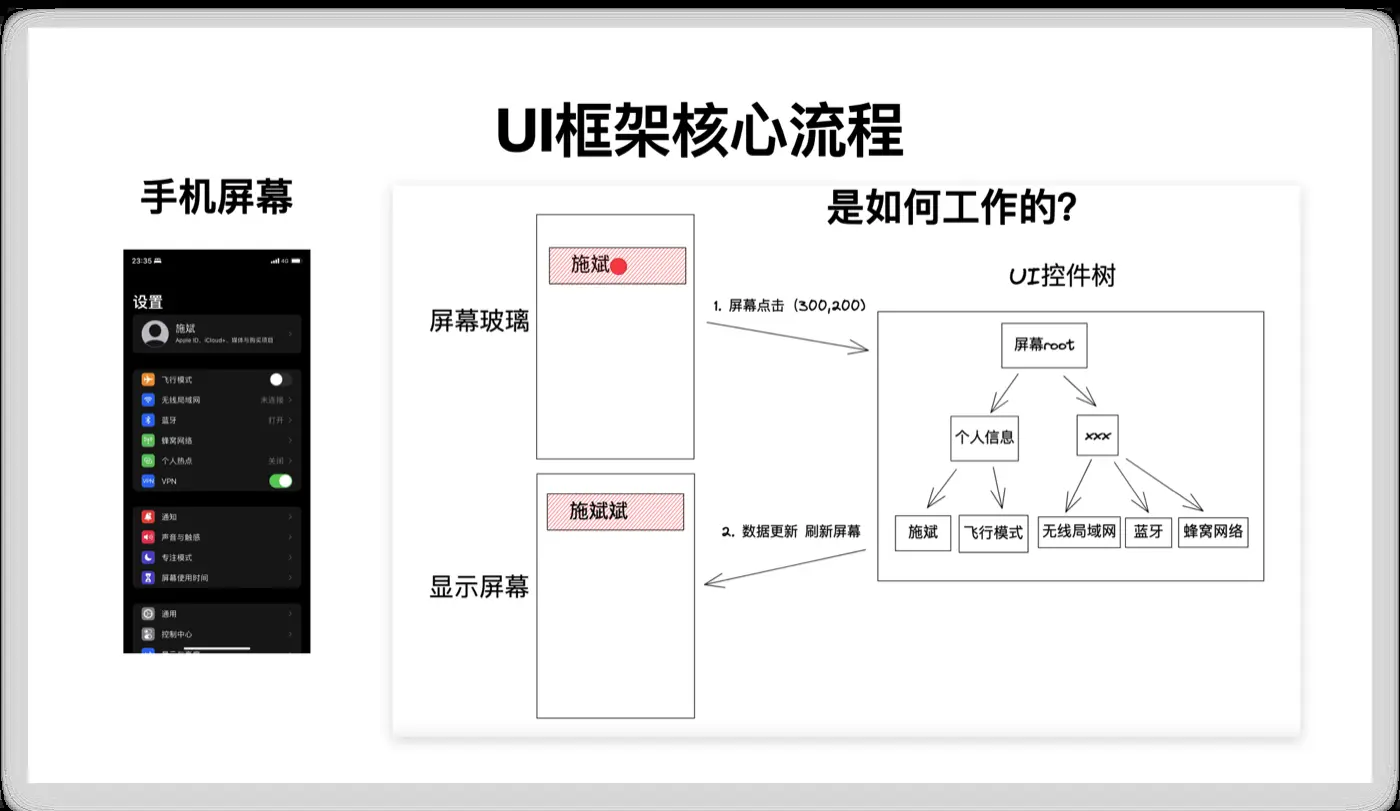 UI框架核心流程
手机屏幕
23:35
4G
设置
施斌
Apple ID、iCloud+、媒体与购买项目
飞行模式
无线局域网 未连接
蓝牙 打开
蜂窝网络
个人热点 关闭
VPN VPN
通知
声音与触感
专注模式
屏幕使用时间
通用
控制中心
是如何工作的?
屏幕玻璃
施斌
1. 屏幕点击 (300,200)
UI控件树
屏幕root
个人信息
xxx
施斌
飞行模式
无线局域网
蓝牙
蜂窝网络
2. 数据更新 刷新屏幕
显示屏幕
施斌斌